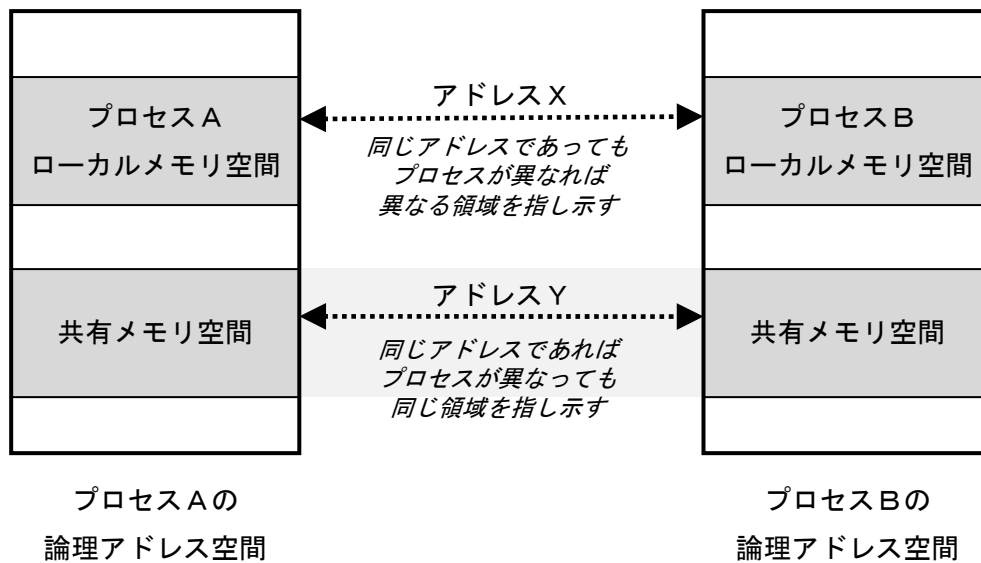 プロセスA
ローカルメモリ空間
アドレスX
同じアドレスであっても
プロセスが異なれば
異なる領域を指し示す
プロセスB
ローカルメモリ空間
共有メモリ空間
アドレスY
同じアドレスであれば
プロセスが異なっても
同じ領域を指し示す
共有メモリ空間
プロセスAの
論理アドレス空間
プロセスBの
論理アドレス空間